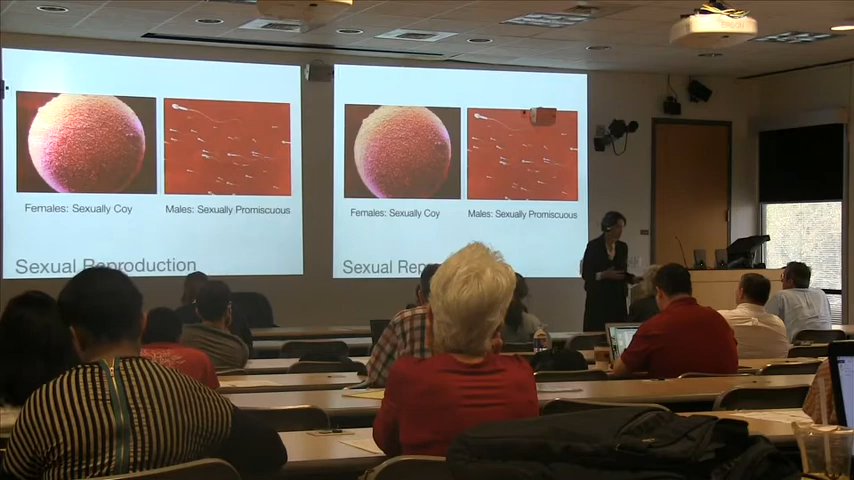 Females: Sexually Coy
Males: Sexually Promiscuous
Sexual Reproduction
Females: Sexually Coy
Males: Sexually Promiscuous
Sexual Rep